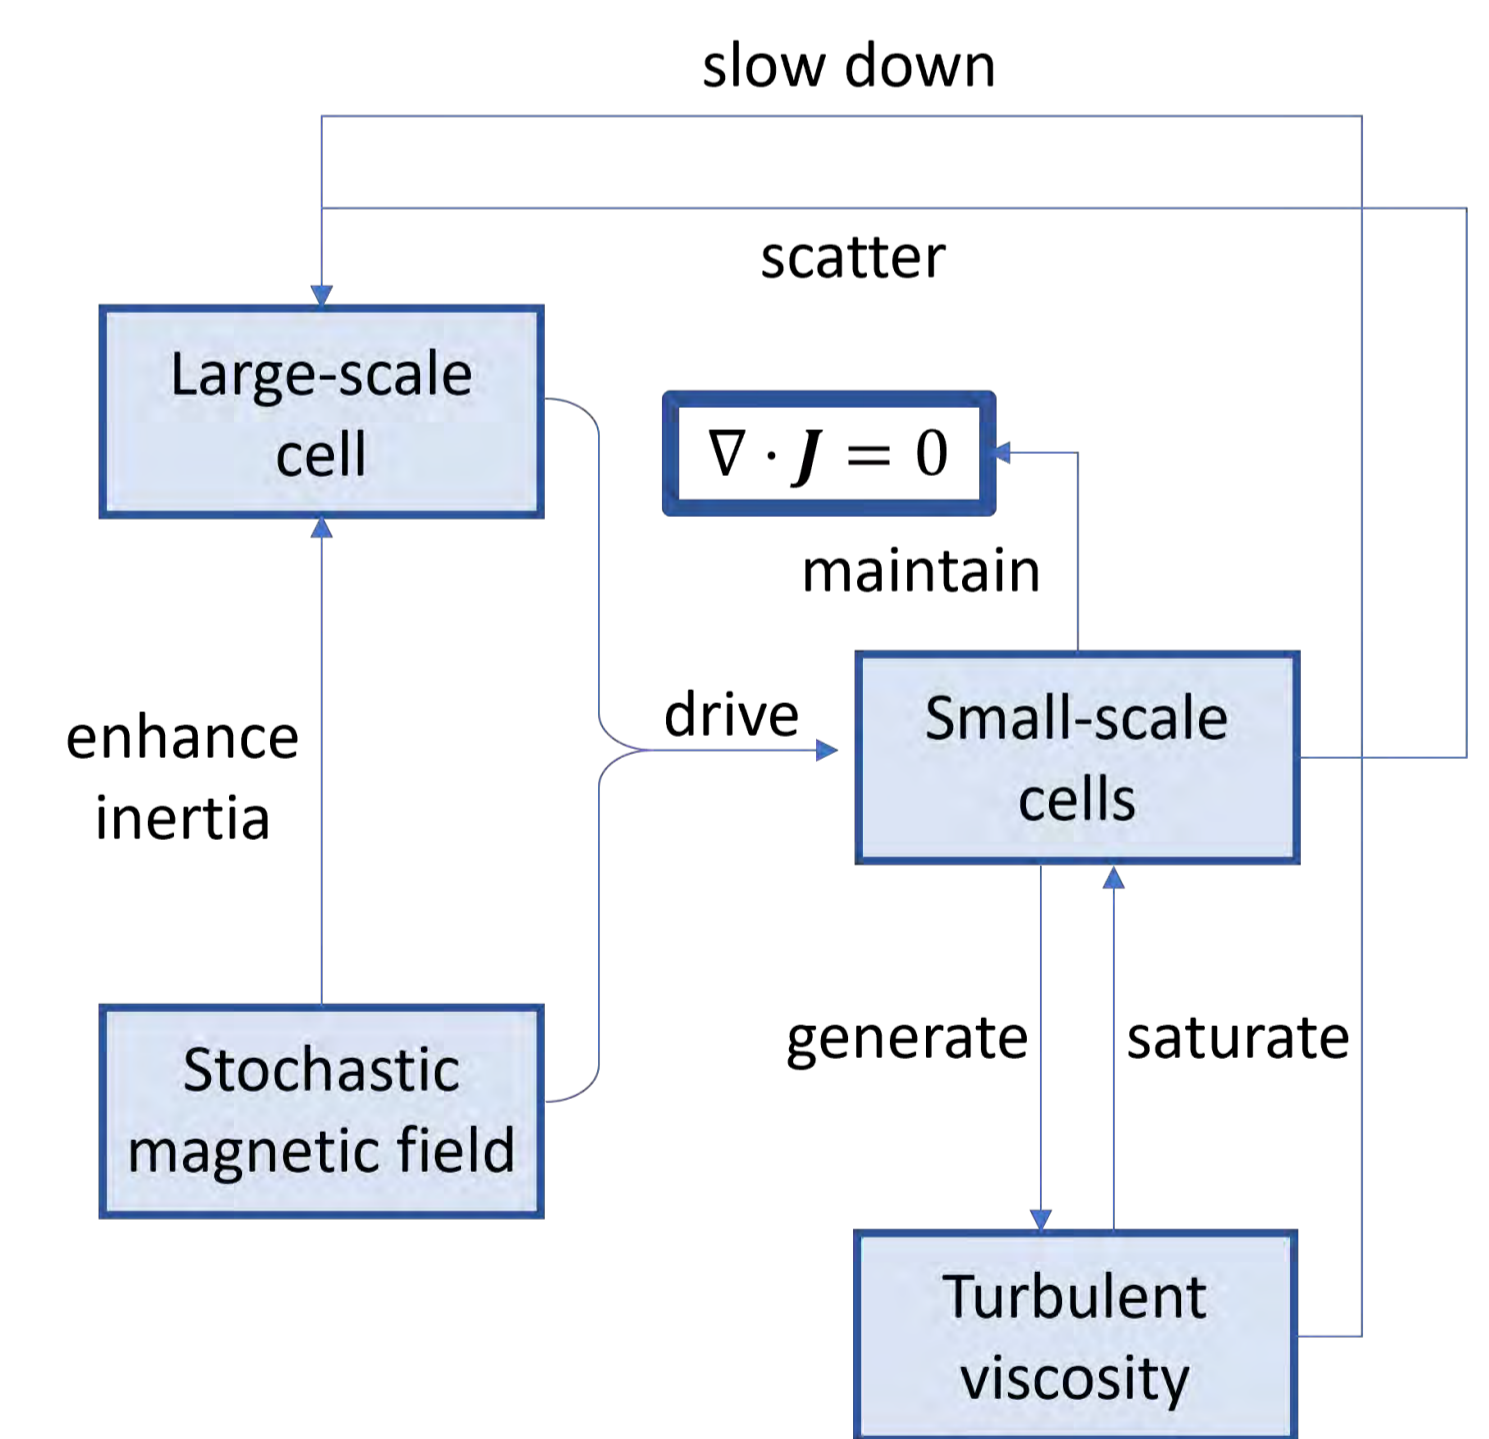 slow down
scatter
Large-scale
cell
∇ · J = 0
maintain
enhance
inertia
drive
Small-scale
cells
Stochastic
magnetic field
generate
saturate
Turbulent
viscosity